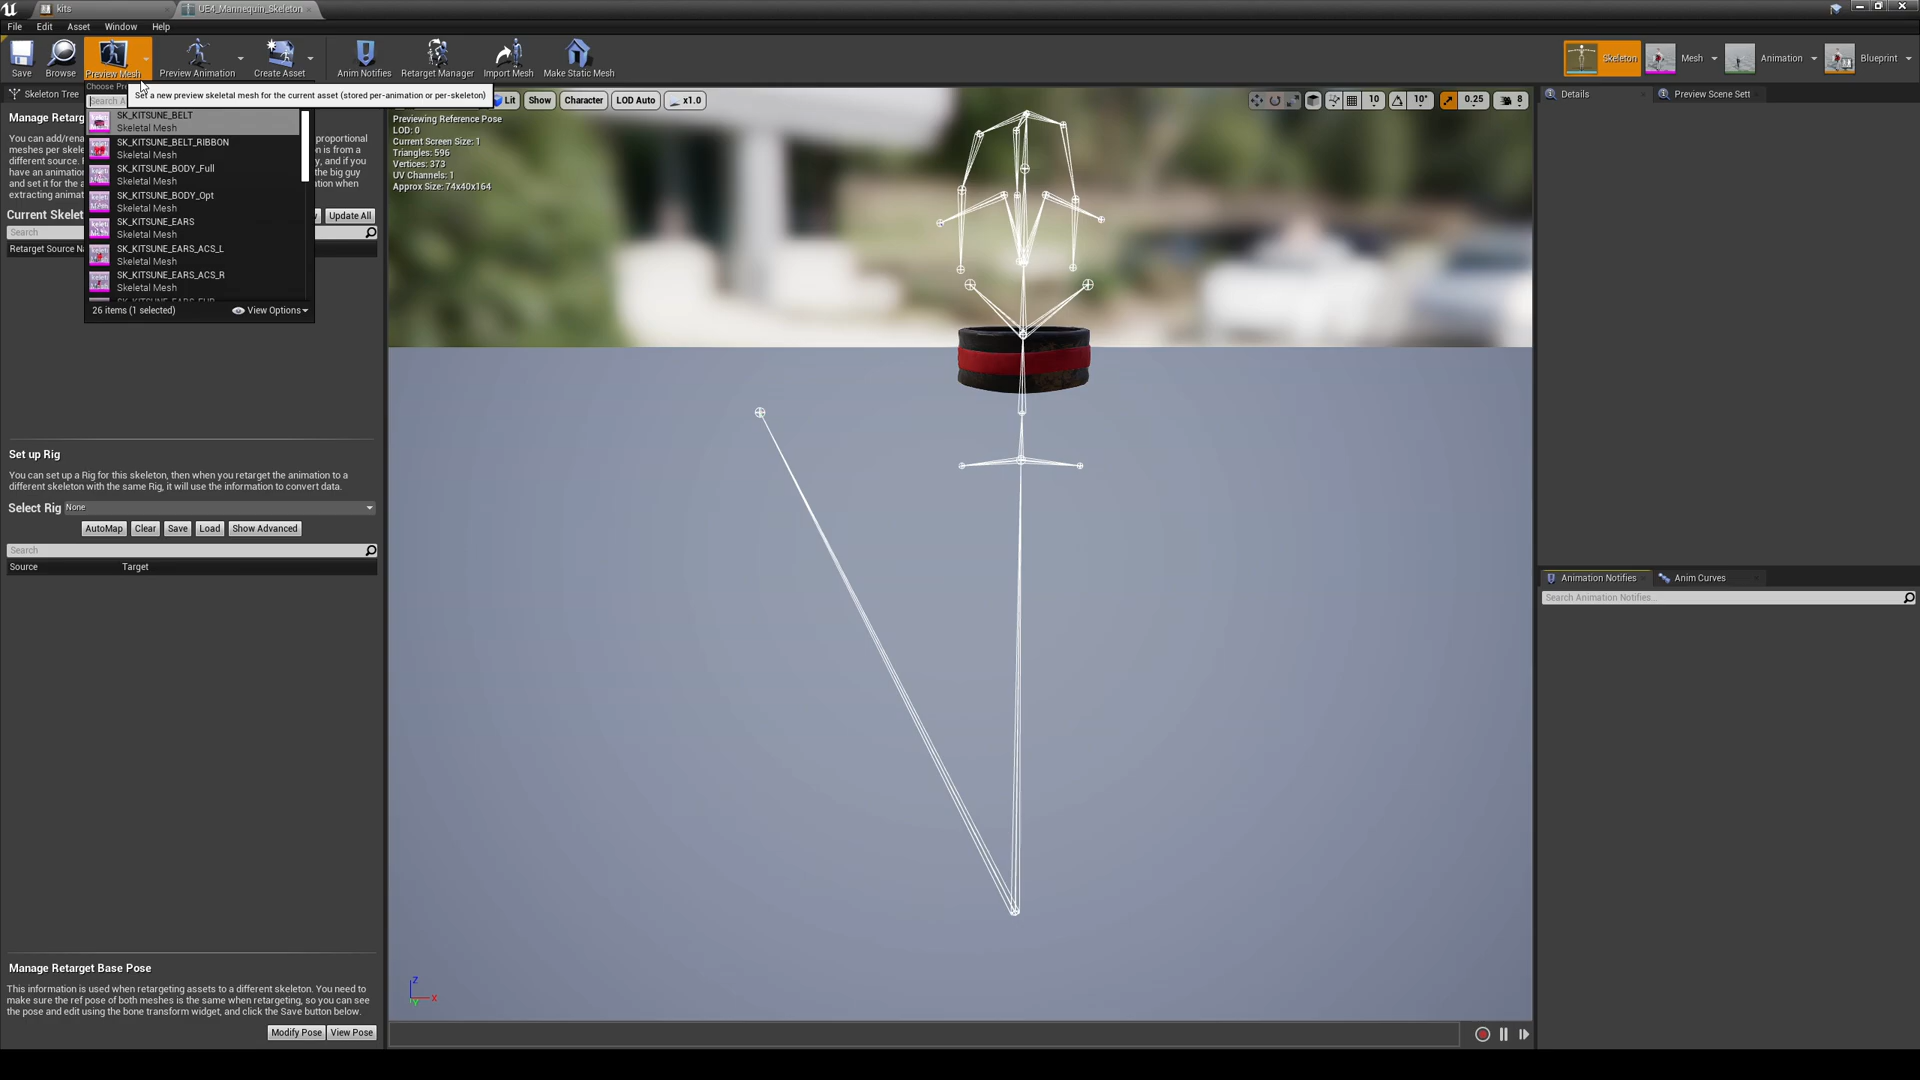 kits
UE4_Mannequin_Skeleton
File Edit Asset Window Help
Save Browse Preview Mesh Preview Animation Create Asset Anim Notifies Retarget Manager Import Mesh Make Static Mesh
Skeleton Mesh Animation Blueprint
Skeleton Tree
Choose Pre
Set a new preview skeletal mesh for the current asset (stored per-animation or per-skeleton)
Lit Show Character LOD Auto x1.0
10 10° 0.25 8
Details Preview Scene Sett
Search A
Manage Retarg
You can add/rena
meshes per skele
different source. I
have an animation
and set it for the a
extracting animat
proportional
n is from a
y, and if you
the big guy
ation when
SK_KITSUNE_BELT
Skeletal Mesh
SK_KITSUNE_BELT_RIBBON
Skeletal Mesh
SK_KITSUNE_BODY_Full
Skeletal Mesh
SK_KITSUNE_BODY_Opt
Skeletal Mesh
SK_KITSUNE_EARS
Skeletal Mesh
SK_KITSUNE_EARS_ACS_L
Skeletal Mesh
SK_KITSUNE_EARS_ACS_R
Skeletal Mesh
26 items (1 selected) View Options
Current Skelet
Update All
Search
Retarget Source Na
Previewing Reference Pose
LOD: 0
Current Screen Size: 1
Triangles: 596
Vertices: 373
UV Channels: 1
Approx Size: 74x40x164
Set up Rig
You can set up a Rig for this skeleton, then when you retarget the animation to a
different skeleton with the same Rig, it will use the information to convert data.
Select Rig None
AutoMap Clear Save Load Show Advanced
Search
Source Target
Animation Notifies Anim Curves
Search Animation Notifies...
Manage Retarget Base Pose
This information is used when retargeting assets to a different skeleton. You need to
make sure the ref pose of both meshes is the same when retargeting, so you can see
the pose and edit using the bone transform widget, and click the Save button below.
Modify Pose View Pose
Z
X
Y